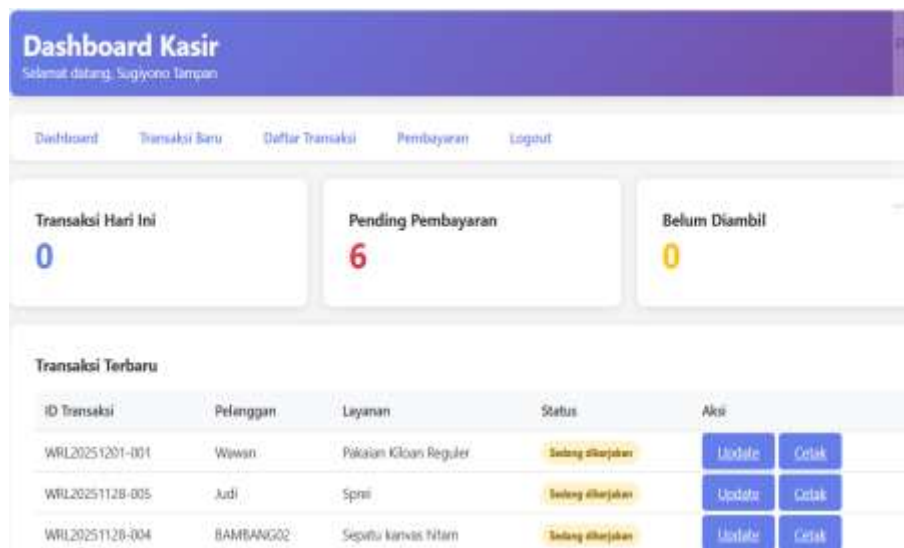 Dashboard Kasir
Selamat datang, Sugiyono Tampan
Dashboard Transaksi Baru Daftar Transaksi Pembayaran Logout
Transaksi Hari Ini Pending Pembayaran Belum Diambil
0 6 0
Transaksi Terbaru
ID Transaksi Pelanggan Layanan Status Aksi
WRL20251201-001 Wawan Pakaian Kiloan Reguler Sedang dikerjakan Update Cetak
WRL20251128-005 Judi Sprei Sedang dikerjakan Update Cetak
WRL20251128-004 BAMBANG02 Sepatu kanvas hitam Sedang dikerjakan Update Cetak